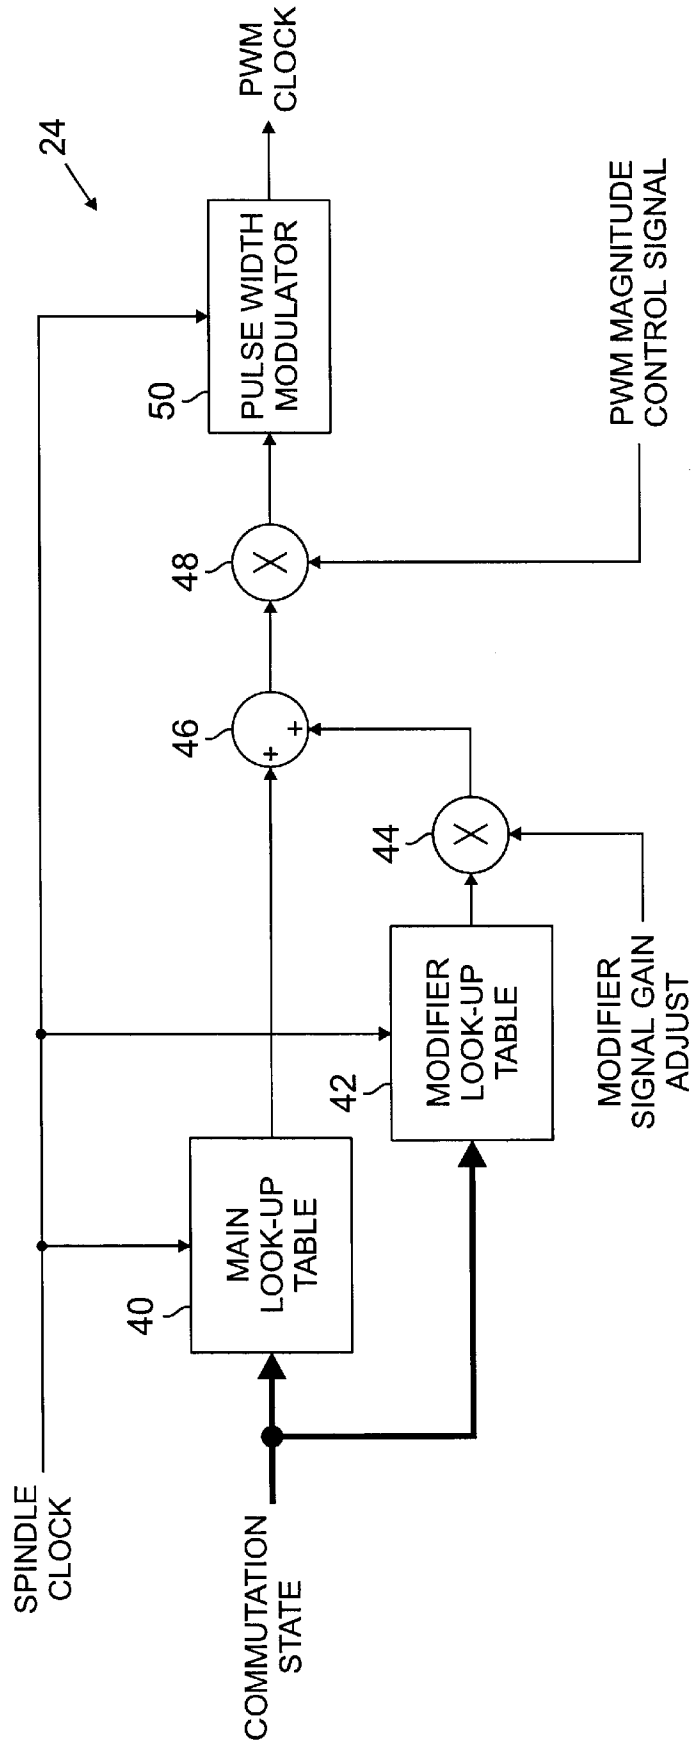 24
SPINDLE
CLOCK
COMMUTATION
STATE
40
MAIN
LOOK-UP
TABLE
42
MODIFIER
LOOK-UP
TABLE
MODIFIER
SIGNAL GAIN
ADJUST
44
X
46
+
+
48
X
PWM MAGNITUDE
CONTROL SIGNAL
50
PULSE WIDTH
MODULATOR
PWM
CLOCK